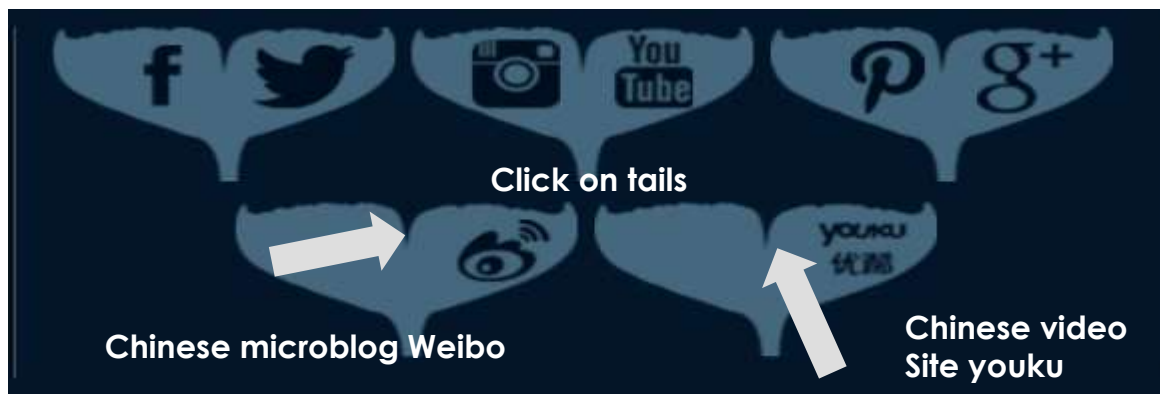 You
Tube
g+
Click on tails
youku
优酷
Chinese microblog Weibo
Chinese video
Site youku